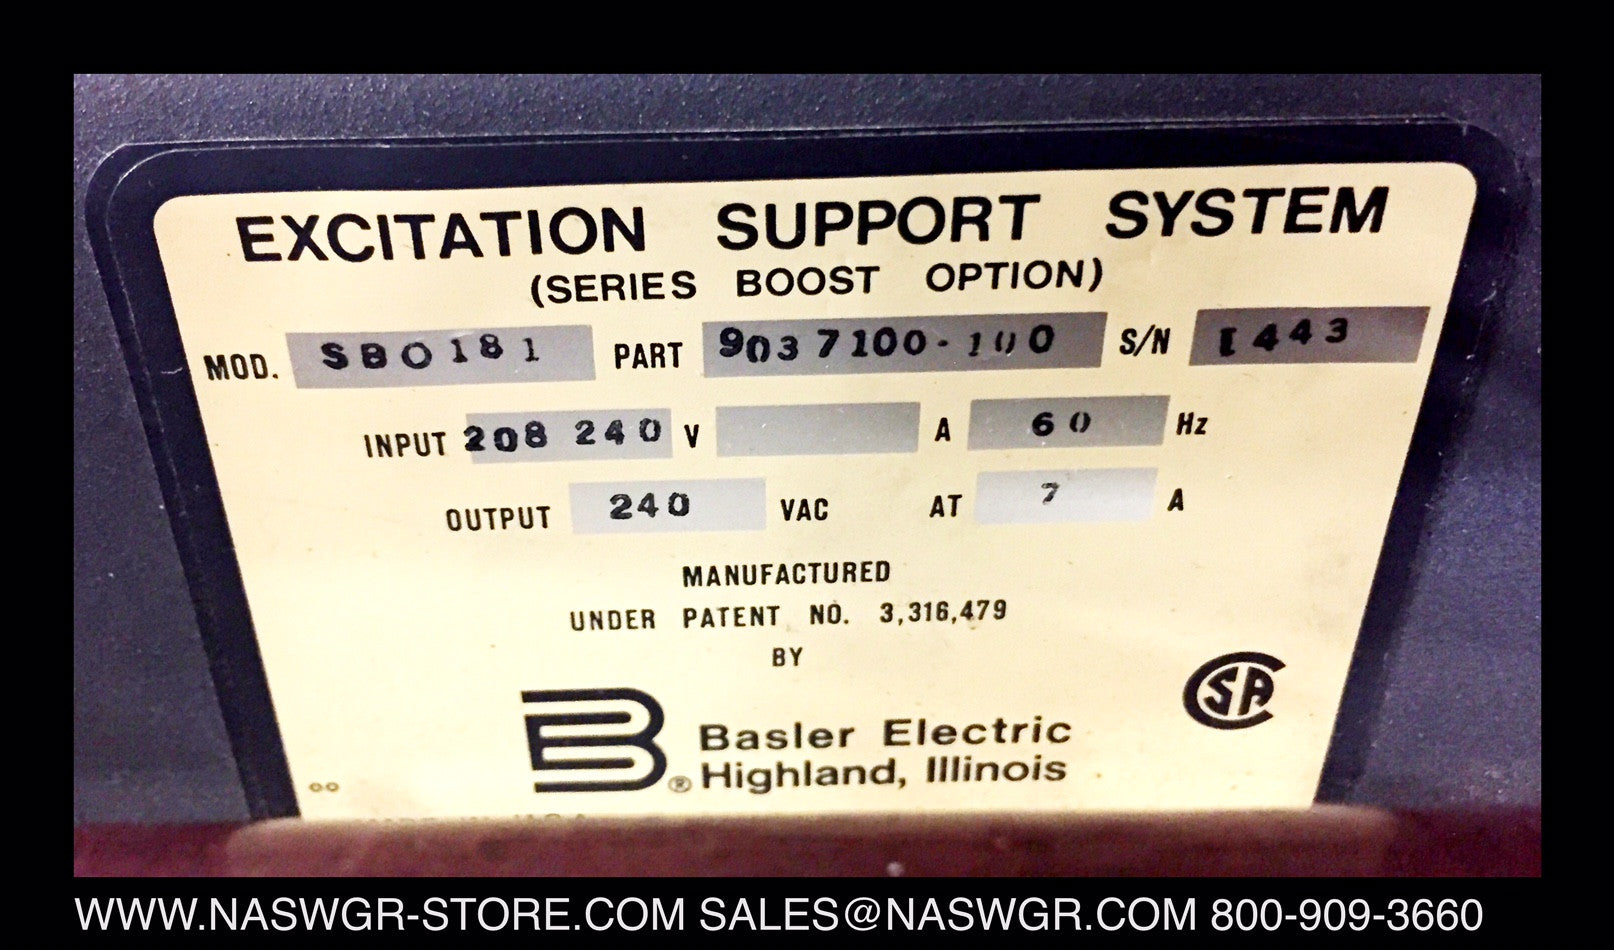 EXCITATION SUPPORT SYSTEM
(SERIES BOOST OPTION)
MOD. SBO181 PART 9037100-100 S/N I443
INPUT 208 240 V A 60 Hz
OUTPUT 240 VAC AT 7 A
MANUFACTURED
UNDER PATENT NO. 3,316,479
BY
Basler Electric
® Highland, Illinois
SA
WWW.NASWGR-STORE.COM SALES@NASWGR.COM 800-909-3660